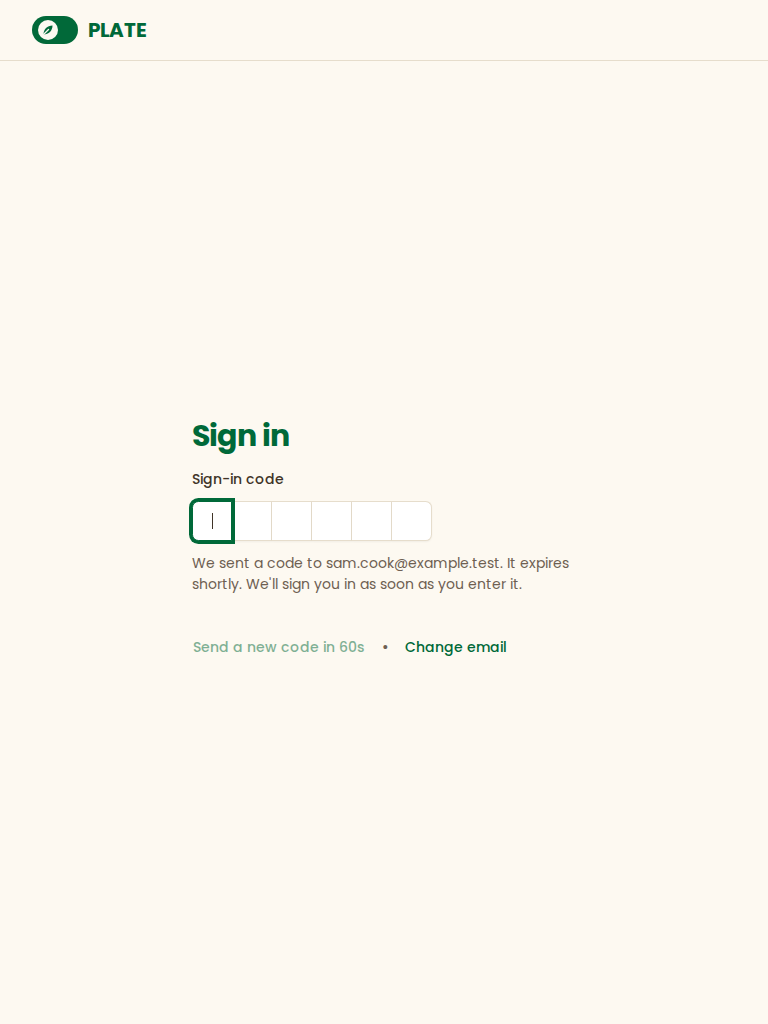 PLATE
Sign in
Sign-in code
We sent a code to sam.cook@example.test. It expires
shortly. We'll sign you in as soon as you enter it.
Send a new code in 60s • Change email